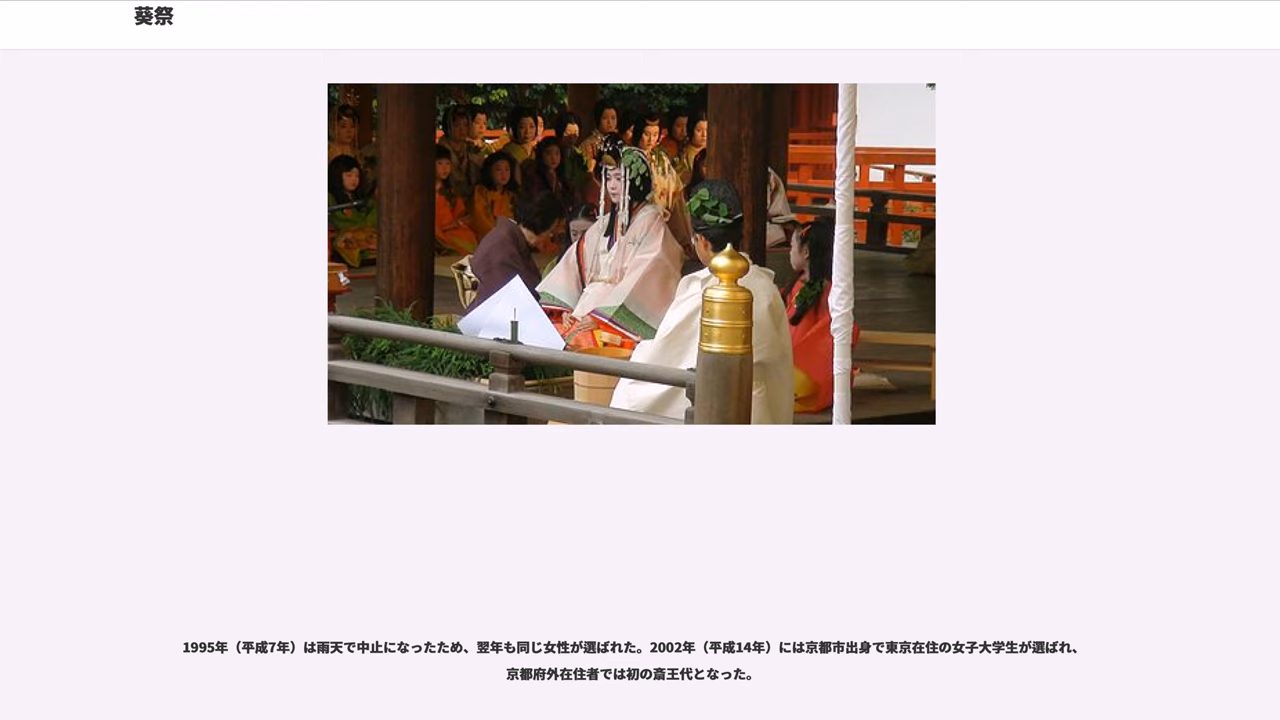 葵祭
1995年（平成7年）は雨天で中止になったため、翌年も同じ女性が選ばれた。2002年（平成14年）には京都市出身で東京在住の女子大学生が選ばれ、
京都府外在住者では初の斎王代となった。